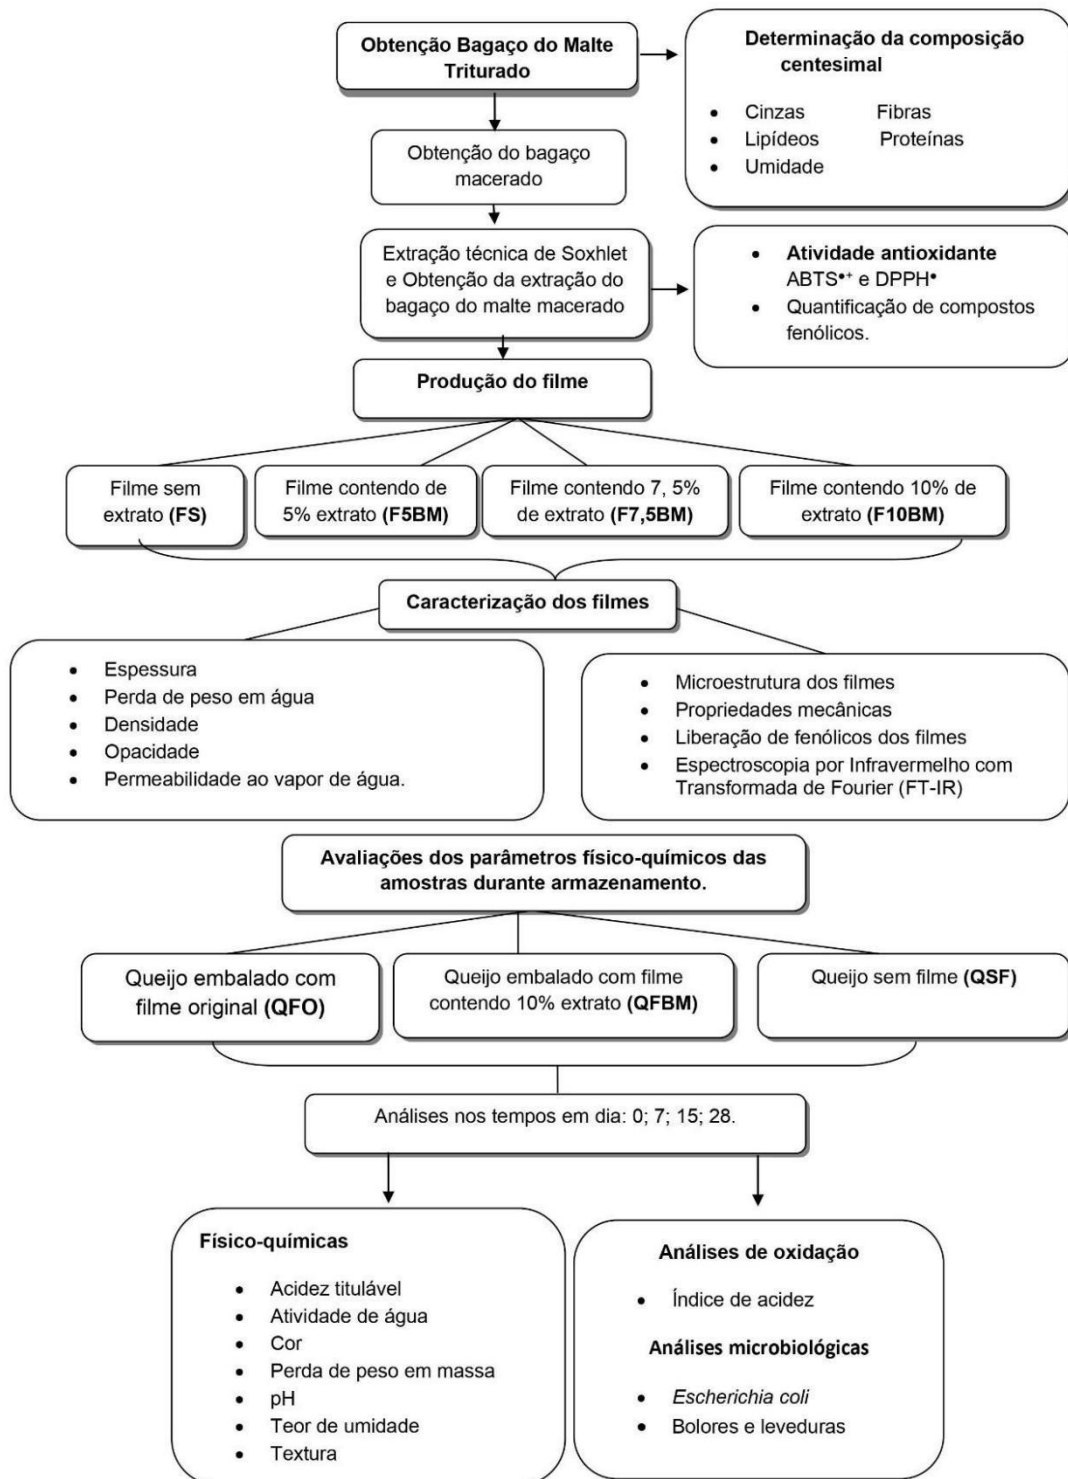 Obtenção Bagaço do Malte
Triturado
Determinação da composição
centesimal
• Cinzas Fibras
• Lipídeos Proteínas
• Umidade
Obtenção do bagaço
macerado
Extração técnica de Soxhlet
e Obtenção da extração do
bagaço do malte macerado
• Atividade antioxidante
ABTS•+ e DPPH•
• Quantificação de compostos
fenólicos.
Produção do filme
Filme sem
extrato (FS)
Filme contendo de
5% extrato (F5BM)
Filme contendo 7, 5%
de extrato (F7,5BM)
Filme contendo 10% de
extrato (F10BM)
Caracterização dos filmes
• Espessura
• Perda de peso em água
• Densidade
• Opacidade
• Permeabilidade ao vapor de água.
• Microestrutura dos filmes
• Propriedades mecânicas
• Liberação de fenólicos dos filmes
• Espectroscopia por Infravermelho com
Transformada de Fourier (FT-IR)
Avaliações dos parâmetros físico-químicos das
amostras durante armazenamento.
Queijo embalado com
filme original (QFO)
Queijo embalado com filme
contendo 10% extrato (QFBM)
Queijo sem filme (QSF)
Análises nos tempos em dia: 0; 7; 15; 28.
Físico-químicas
• Acidez titulável
• Atividade de água
• Cor
• Perda de peso em massa
• pH
• Teor de umidade
• Textura
Análises de oxidação
• Índice de acidez
Análises microbiológicas
• Escherichia coli
• Bolores e leveduras